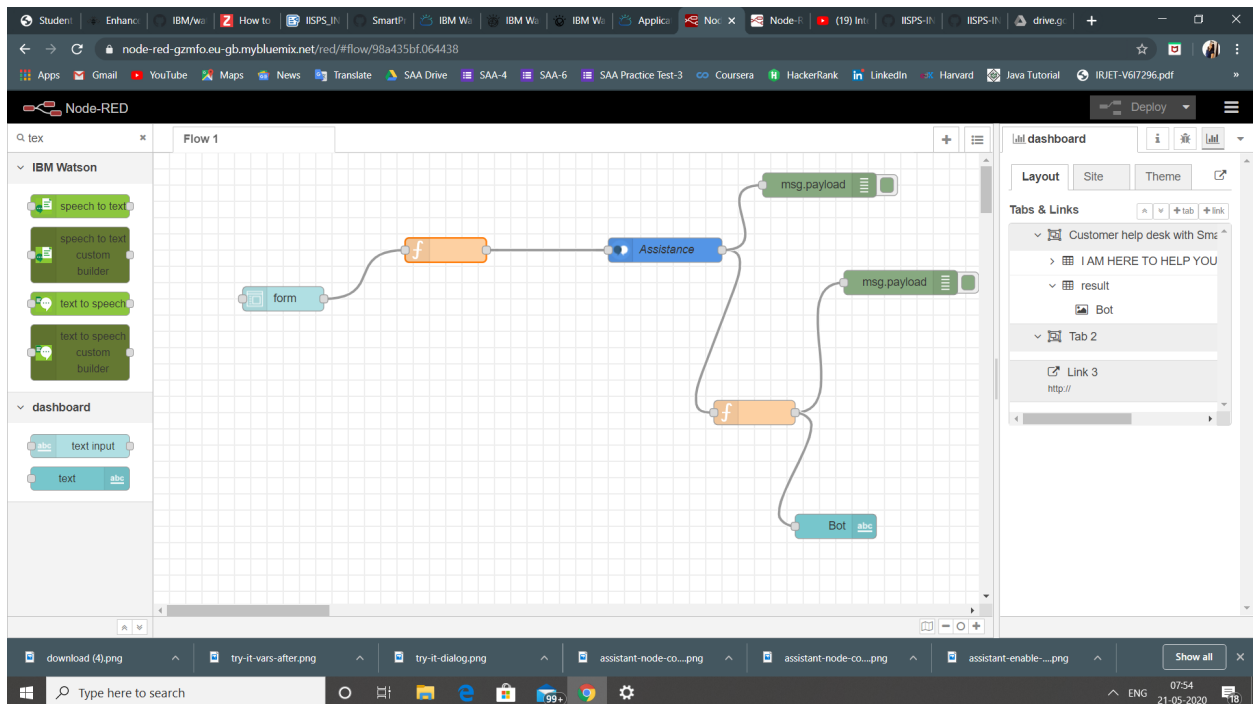 Student
Enhanc
IBM/wa
How to
IISPS_IN
SmartPr
IBM Wa
IBM Wa
IBM Wa
Applica
Noc
Node-R
(19) Int
IISPS-IN
IISPS-IN
drive.gc
node-red-gzmfo.eu-gb.mybluemix.net/red/#flow/98a435bf.064438
Apps Gmail YouTube Maps News Translate SAA Drive SAA-4 SAA-6 SAA Practice Test-3 Coursera HackerRank LinkedIn Harvard Java Tutorial IRJET-V6I7296.pdf »
Node-RED
Deploy
tex
Flow 1
dashboard
IBM Watson
speech to text
speech to text
custom
builder
text to speech
text to speech
custom
builder
dashboard
text input
abc
text
abc
form
f
Assistance
msg.payload
msg.payload
f
Bot
abc
Layout
Site
Theme
Tabs & Links
+tab
+link
Customer help desk with Sma
I AM HERE TO HELP YOU
result
Bot
Tab 2
Link 3
http://
download (4).png
try-it-vars-after.png
try-it-dialog.png
assistant-node-co....png
assistant-node-co....png
assistant-enable-....png
Show all
Type here to search
99+
ENG
07:54
21-05-2020
18